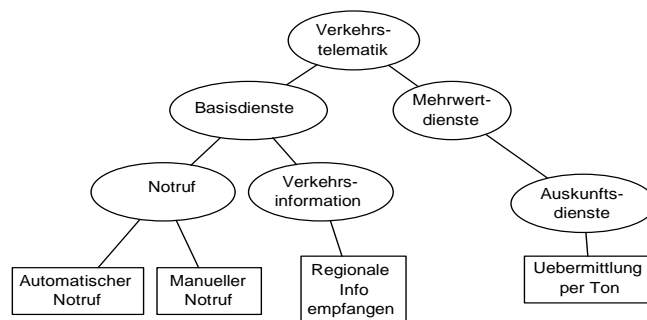 Verkehrs-
telematik
Basisdienste
Mehrwert-
dienste
Notruf
Verkehrs-
information
Auskunfts-
dienste
Automatischer
Notruf
Manueller
Notruf
Regionale
Info
empfangen
Uebermittlung
per Ton